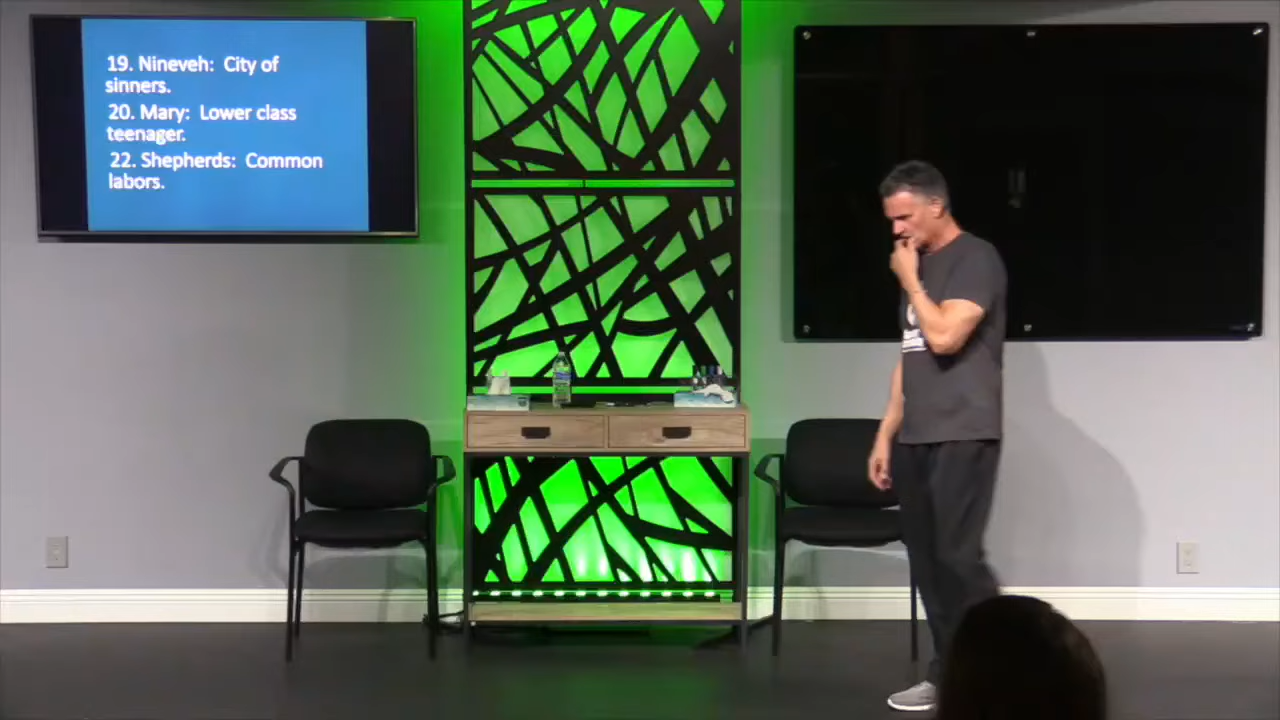 19. Nineveh:  City of
sinners.
20. Mary:  Lower class
teenager.
22. Shepherds:  Common
labors.